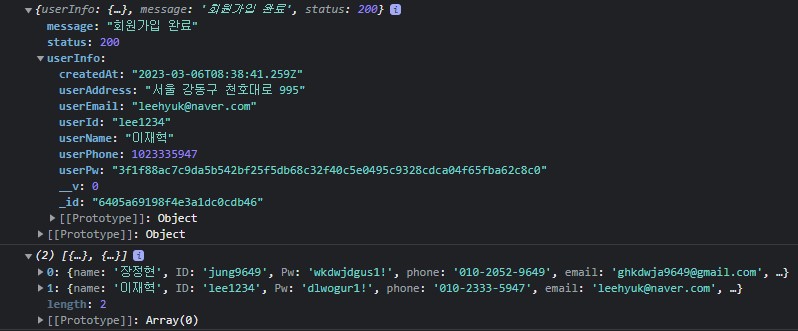 {userInfo: {…}, message: '회원가입 완료', status: 200} i
message: "회원가입 완료"
status: 200
userInfo:
createdAt: "2023-03-06T08:38:41.259Z"
userAddress: "서울 강동구 천호대로 995"
userEmail: "leehyuk@naver.com"
userId: "lee1234"
userName: "이재혁"
userPhone: 1023335947
userPw: "3f1f88ac7c9da5b542bf25f5db68c32f40c5e0495c9328cdca04f65fba62c8c0"
__v: 0
_id: "6405a69198f4e3a1dc0cdb46"
[[Prototype]]: Object
[[Prototype]]: Object
(2) [{…}, {…}] i
0: {name: '장정현', ID: 'jung9649', Pw: 'wkdwjdgus1!', phone: '010-2052-9649', email: 'ghkdwja9649@gmail.com', …}
1: {name: '이재혁', ID: 'lee1234', Pw: 'dlwogur1!', phone: '010-2333-5947', email: 'leehyuk@naver.com', …}
length: 2
[[Prototype]]: Array(0)